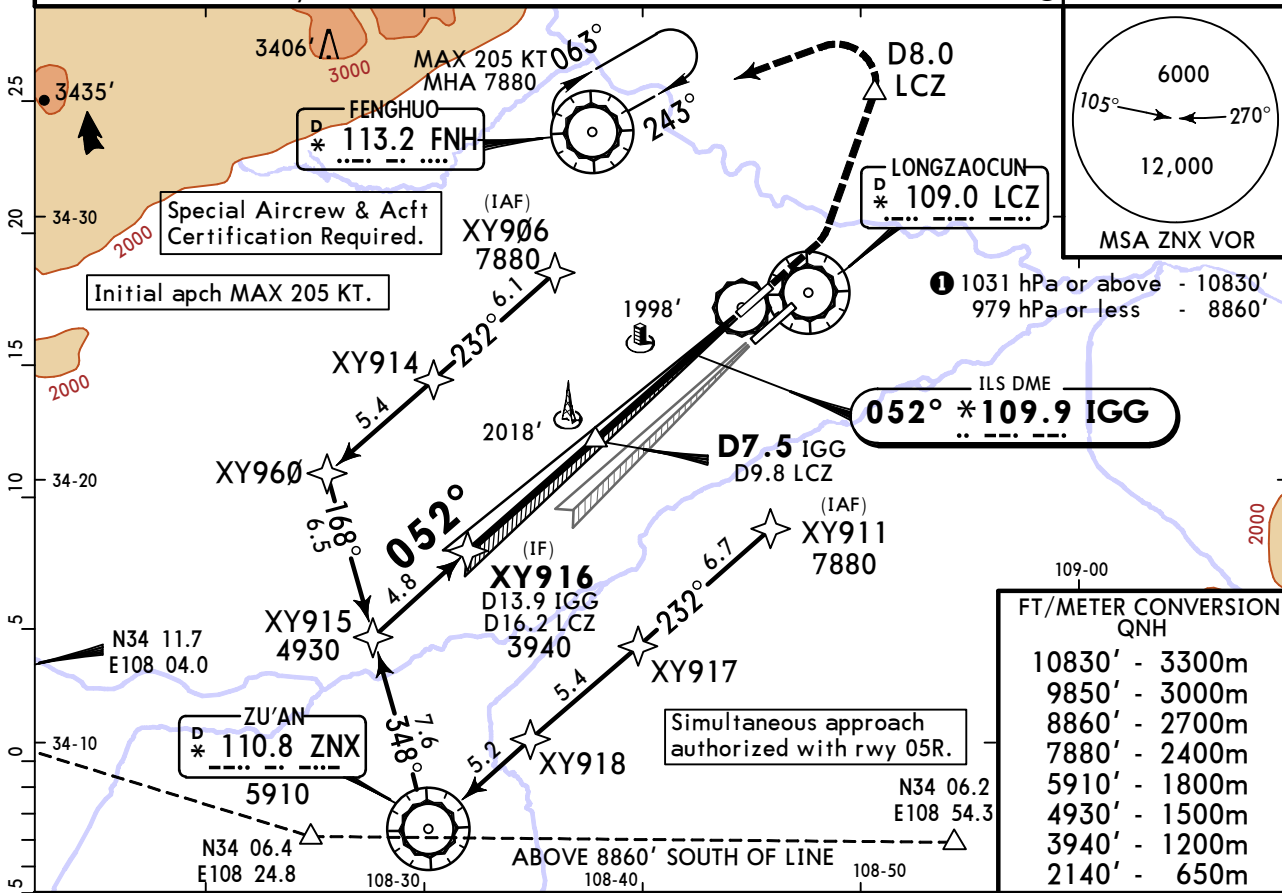 3406'
3000
3435'
MAX 205 KT
MHA 7880
063°
243°
D8.0
LCZ
6000
105°
270°
12,000
MSA ZNX VOR
FENGHUO
D
* 113.2 FNH
LONGZAOCUN
D
* 109.0 LCZ
25
20
15
10
5
0
5
34-30
34-20
34-10
2000
Special Aircrew & Acft
Certification Required.
Initial apch MAX 205 KT.
(IAF)
XY906
7880
6.1
232°
XY914
5.4
XY960
168°
6.5
2000
❶ 1031 hPa or above - 10830'
979 hPa or less - 8860'
1998'
2018'
ILS DME
052° *109.9 IGG
D7.5 IGG
D9.8 LCZ
052°
4.8
(IF)
XY916
D13.9 IGG
D16.2 LCZ
3940
(IAF)
XY911
7880
6.7
232°
XY917
5.4
XY918
5.2
2000
109-00
XY915
4930
N34 11.7
E108 04.0
7.6
348°
ZU'AN
D
* 110.8 ZNX
5910
Simultaneous approach
authorized with rwy 05R.
N34 06.2
E108 54.3
N34 06.4
E108 24.8
ABOVE 8860' SOUTH OF LINE
108-30
108-40
108-50
FT/METER CONVERSION
QNH
10830' - 3300m
9850' - 3000m
8860' - 2700m
7880' - 2400m
5910' - 1800m
4930' - 1500m
3940' - 1200m
2140' - 650m